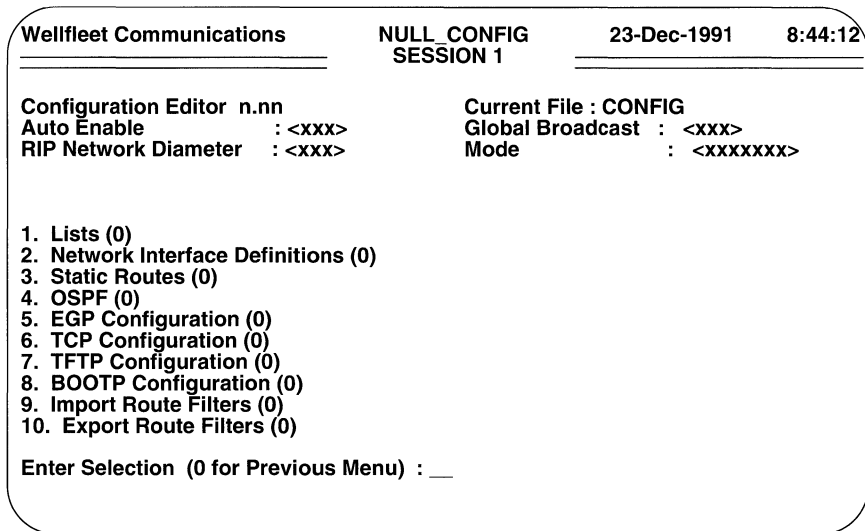 Wellfleet Communications NULL_CONFIG 23-Dec-1991 8:44:12
SESSION 1
Configuration Editor n.nn Current File : CONFIG
Auto Enable : <xxx> Global Broadcast : <xxx>
RIP Network Diameter : <xxx> Mode : <xxxxxxx>
1. Lists (0)
2. Network Interface Definitions (0)
3. Static Routes (0)
4. OSPF (0)
5. EGP Configuration (0)
6. TCP Configuration (0)
7. TFTP Configuration (0)
8. BOOTP Configuration (0)
9. Import Route Filters (0)
10. Export Route Filters (0)
Enter Selection (0 for Previous Menu) : __